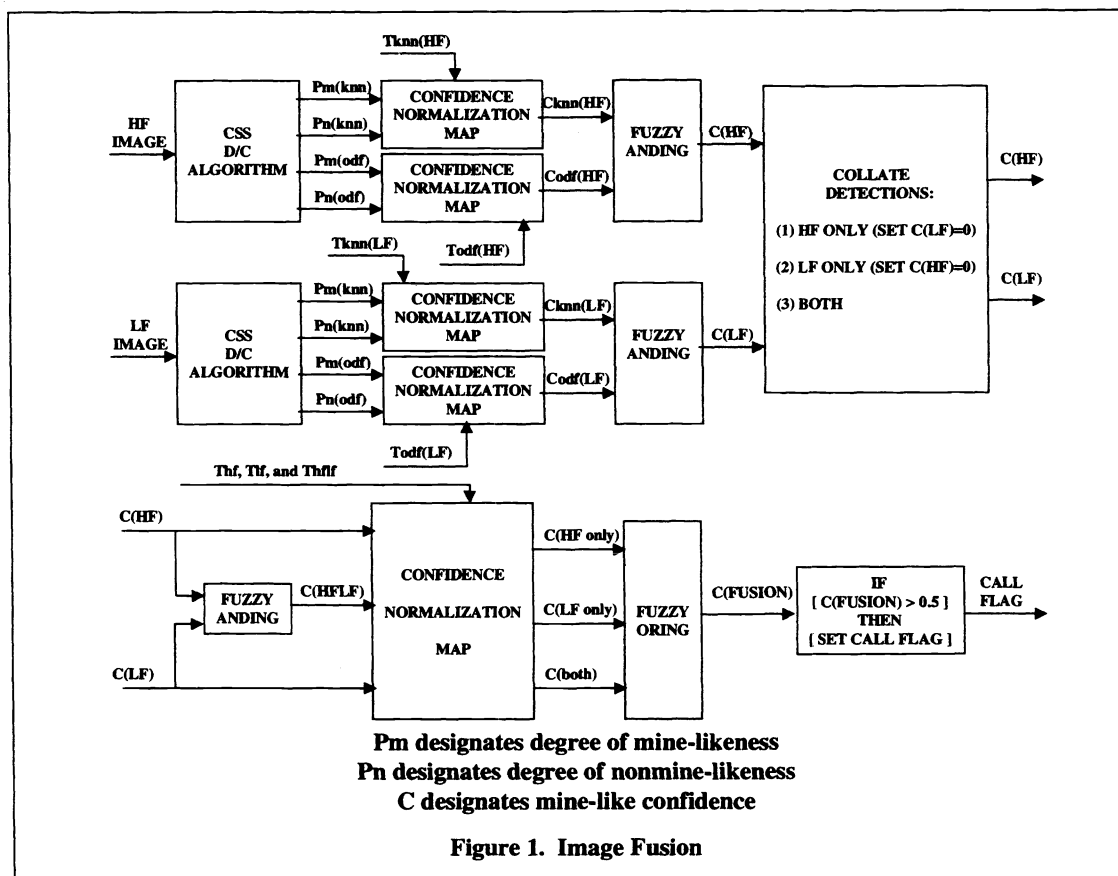 Tknn(HF)
HF
IMAGE
CSS
D/C
ALGORITHM
Pm(knn)
Pn(knn)
Pm(odf)
Pn(odf)
CONFIDENCE
NORMALIZATION
MAP
CONFIDENCE
NORMALIZATION
MAP
Cknn(HF)
Codf(HF)
FUZZY
ANDING
C(HF)
Todf(HF)
COLLATE
DETECTIONS:
(1) HF ONLY (SET C(LF)=0)
(2) LF ONLY (SET C(HF)=0)
(3) BOTH
C(HF)
C(LF)
Tknn(LF)
LF
IMAGE
CSS
D/C
ALGORITHM
Pm(knn)
Pn(knn)
Pm(odf)
Pn(odf)
CONFIDENCE
NORMALIZATION
MAP
CONFIDENCE
NORMALIZATION
MAP
Cknn(LF)
Codf(LF)
FUZZY
ANDING
C(LF)
Todf(LF)
Thf, Tlf, and Thflf
C(HF)
C(LF)
FUZZY
ANDING
C(HFLF)
CONFIDENCE
NORMALIZATION
MAP
C(HF only)
C(LF only)
C(both)
FUZZY
ORING
C(FUSION)
IF
[ C(FUSION) > 0.5 ]
THEN
[ SET CALL FLAG ]
CALL
FLAG
Pm designates degree of mine-likeness
Pn designates degree of nonmine-likeness
C designates mine-like confidence
Figure 1. Image Fusion